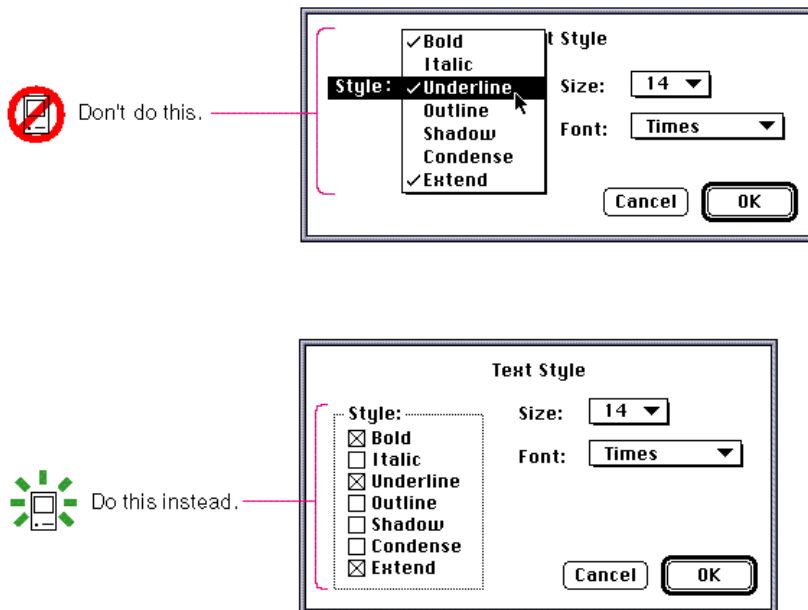 ✓Bold
t Style
Italic
Style: ✓Underline
Size: 14
Outline
Don't do this.
Shadow
Font: Times
Condense
✓Extend
Cancel OK
Text Style
Style:
Size: 14
Bold
Italic
Font: Times
Underline
Do this instead.
Outline
Shadow
Condense
Extend
Cancel OK